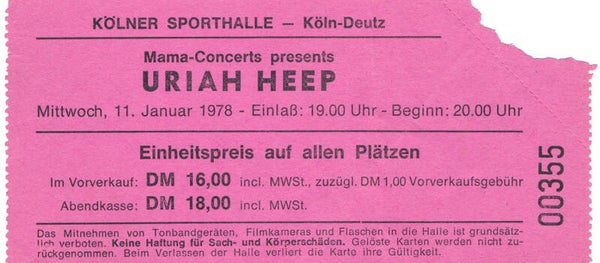 KÖLNER SPORTHALLE – Köln-Deutz
Mama-Concerts presents
URIAH HEEP
Mittwoch, 11. Januar 1978 - Einlaß: 19.00 Uhr - Beginn: 20.00 Uhr
Einheitspreis auf allen Plätzen
Im Vorverkauf: DM 16,00 incl. MWSt., zuzügl. DM 1,00 Vorverkaufsgebühr
Abendkasse: DM 18,00 incl. MWSt.
Das Mitnehmen von Tonbandgeräten, Filmkameras und Flaschen in die Halle ist grundsätz-
lich verboten. Keine Haftung für Sach- und Körperschäden. Gelöste Karten werden nicht zu-
rückgenommen. Beim Verlassen der Halle verliert die Karte ihre Gültigkeit.
00355